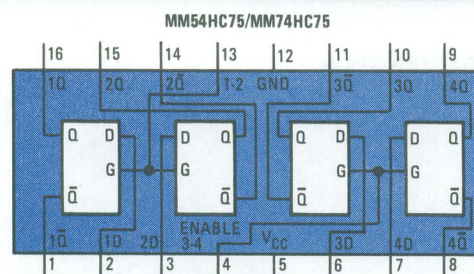 MM54HC75/MM74HC75
16 15 14 13 12 11 10 9
1Q 2Q 2Q̅ 1-2 GND 3Q̅ 3Q 4Q
Q D D Q Q D D Q
G G G G
Q̅ Q̅ Q̅ Q̅
ENABLE
1Q̅ 1D 2D 3-4 VCC 3D 4D 4Q̅
1 2 3 4 5 6 7 8